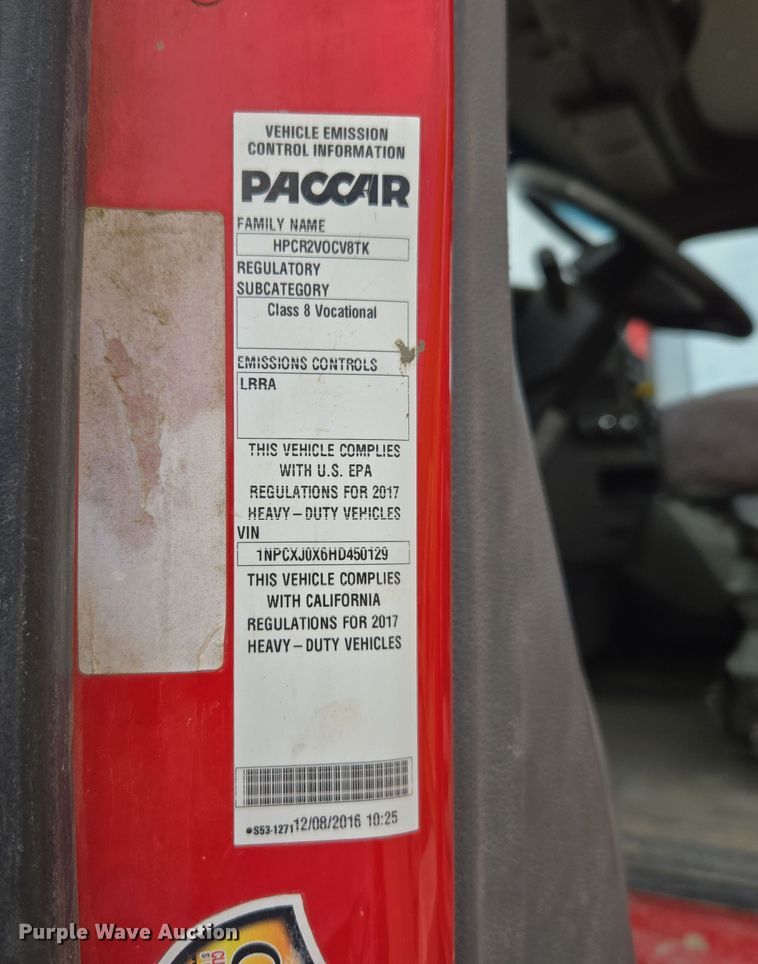 VEHICLE EMISSION
CONTROL INFORMATION
PACCAR
FAMILY NAME
HPCR2VOCV8TK
REGULATORY
SUBCATEGORY
Class 8 Vocational
EMISSIONS CONTROLS
LRRA
THIS VEHICLE COMPLIES
WITH U.S. EPA
REGULATIONS FOR 2017
HEAVY-DUTY VEHICLES
VIN
1NPCXJ0X6HD450129
THIS VEHICLE COMPLIES
WITH CALIFORNIA
REGULATIONS FOR 2017
HEAVY-DUTY VEHICLES
S53-1271 12/08/2016 10:25
Purple Wave Auction